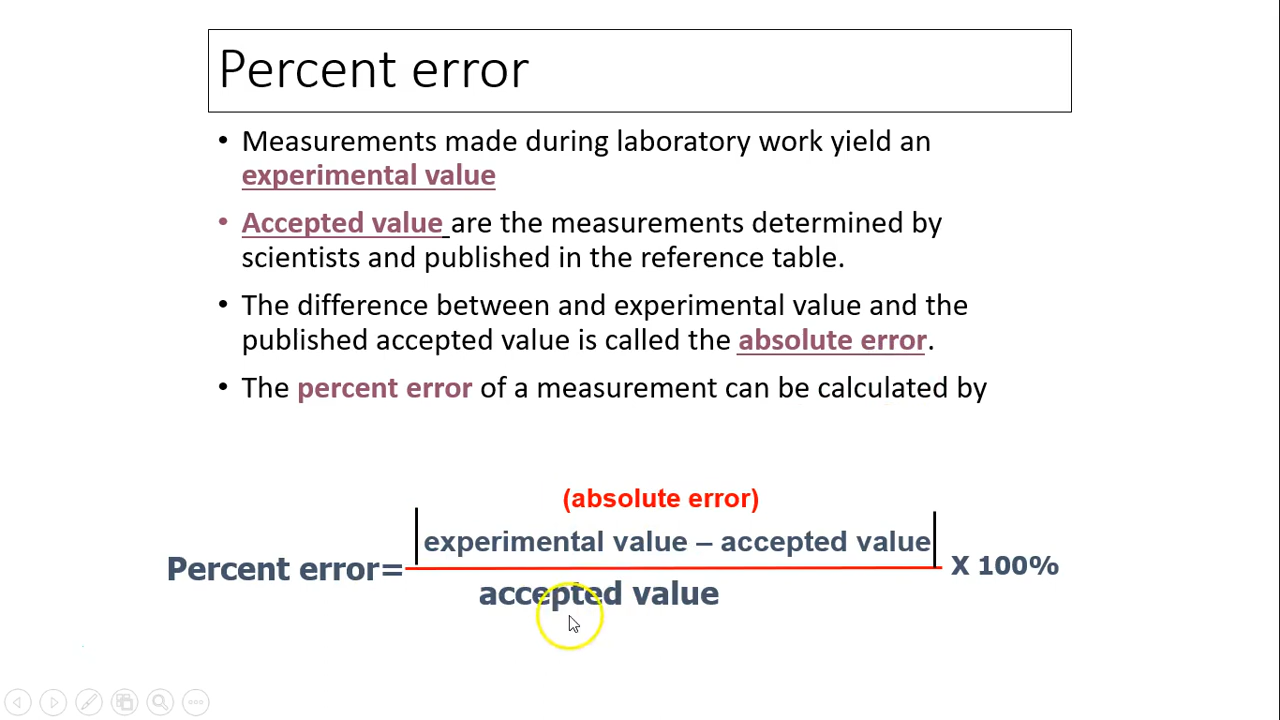 Percent error
• Measurements made during laboratory work yield an
experimental value
• Accepted value are the measurements determined by
scientists and published in the reference table.
• The difference between and experimental value and the
published accepted value is called the absolute error.
• The percent error of a measurement can be calculated by
(absolute error)
|experimental value – accepted value|
Percent error= X 100%
accepted value